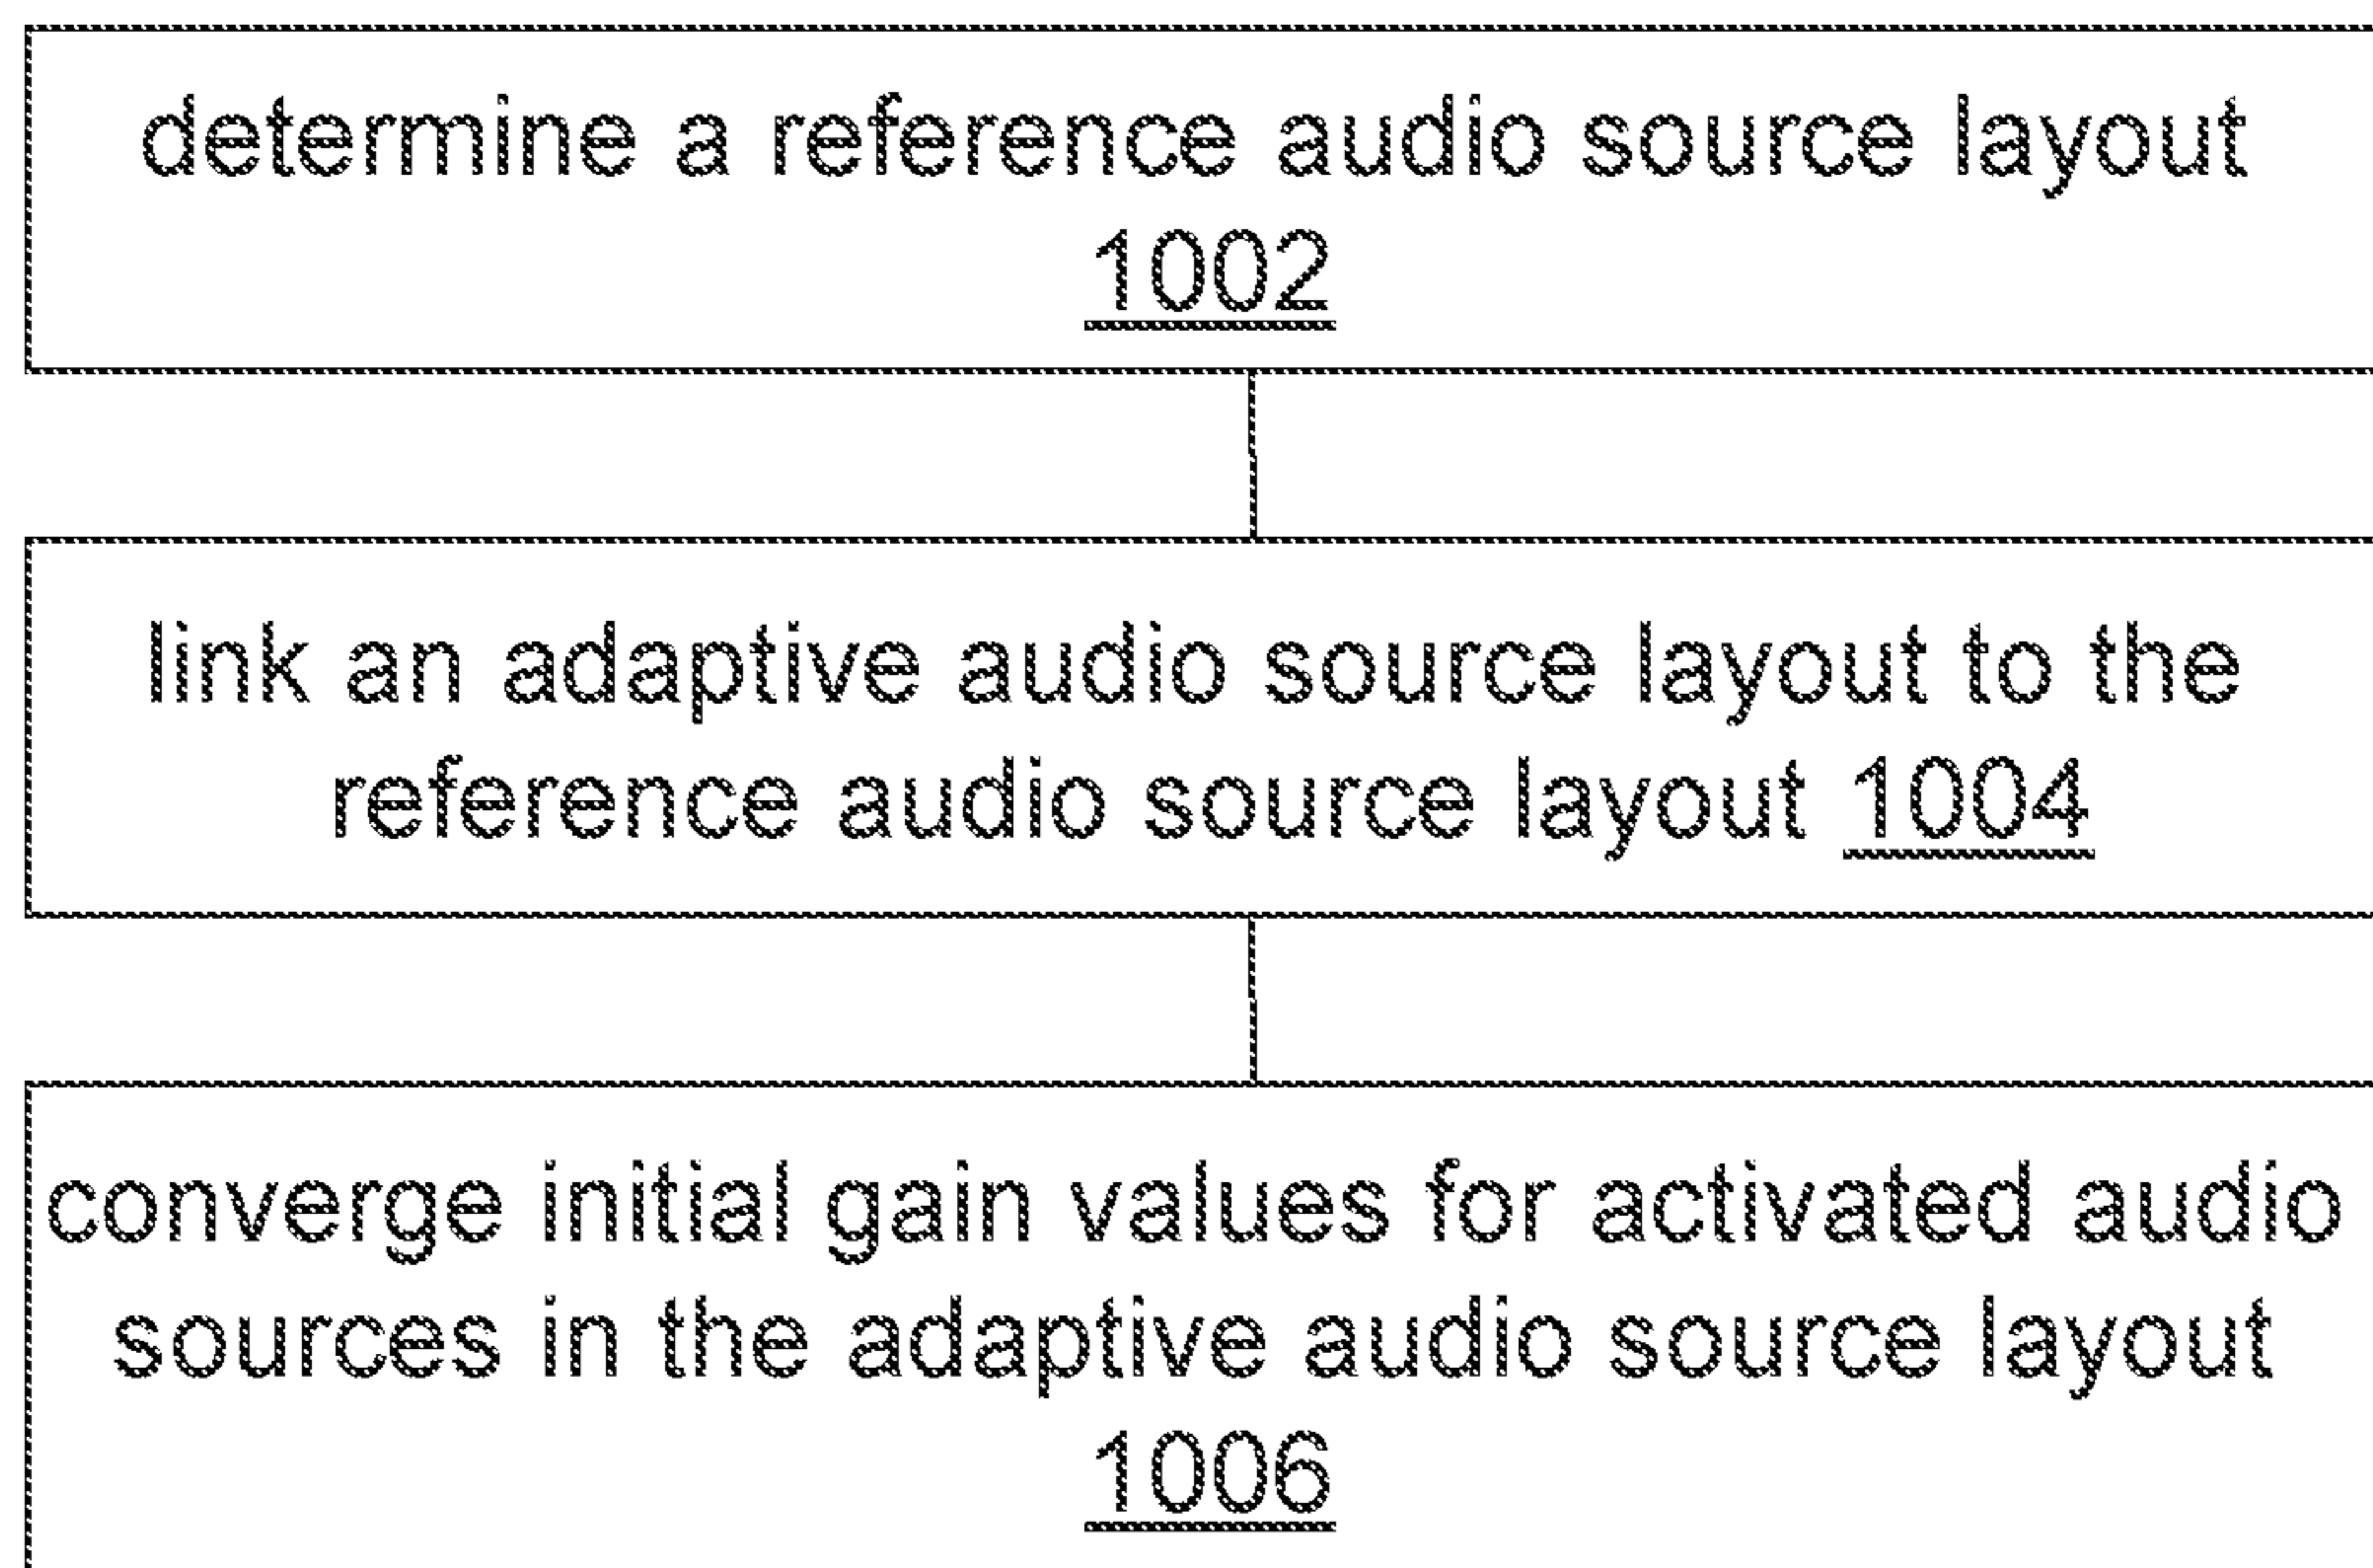 determine a reference audio source layout
1002
link an adaptive audio source layout to the
reference audio source layout 1004
converge initial gain values for activated audio
sources in the adaptive audio source layout
1006